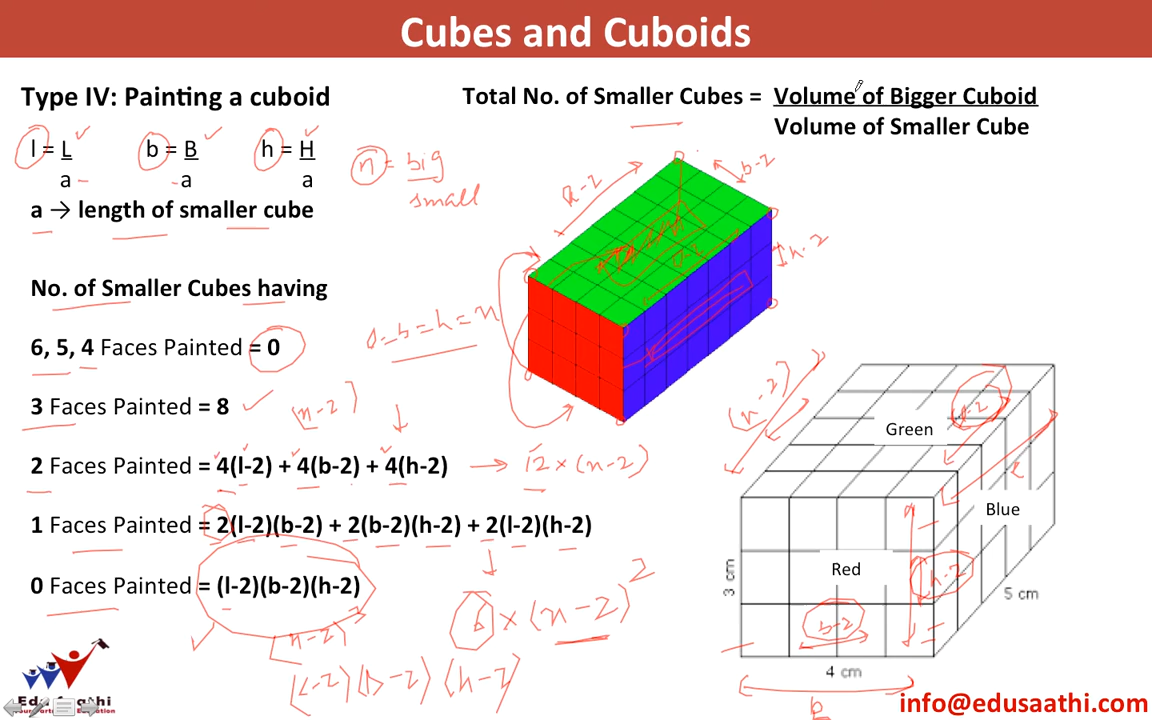 Cubes and Cuboids
Type IV: Painting a cuboid
Total No. of Smaller Cubes = Volume of Bigger Cuboid
Volume of Smaller Cube
l = L b = B h = H
a a a
n = big
small
a → length of smaller cube
l-2
b-2
h-2
l-2
No. of Smaller Cubes having
l=b=h=n
6, 5, 4 Faces Painted = 0
3 Faces Painted = 8
(n-2)
2 Faces Painted = 4(l-2) + 4(b-2) + 4(h-2) → 12 × (n-2)
1 Faces Painted = 2(l-2)(b-2) + 2(b-2)(h-2) + 2(l-2)(h-2)
0 Faces Painted = (l-2)(b-2)(h-2)
6 × (n-2)²
(n-2)³
(l-2)(b-2)(h-2)
(n-2)
l-2
Green
l
Blue
Red
h-2
3 cm
5 cm
b-2
4 cm
b
info@edusaathi.com